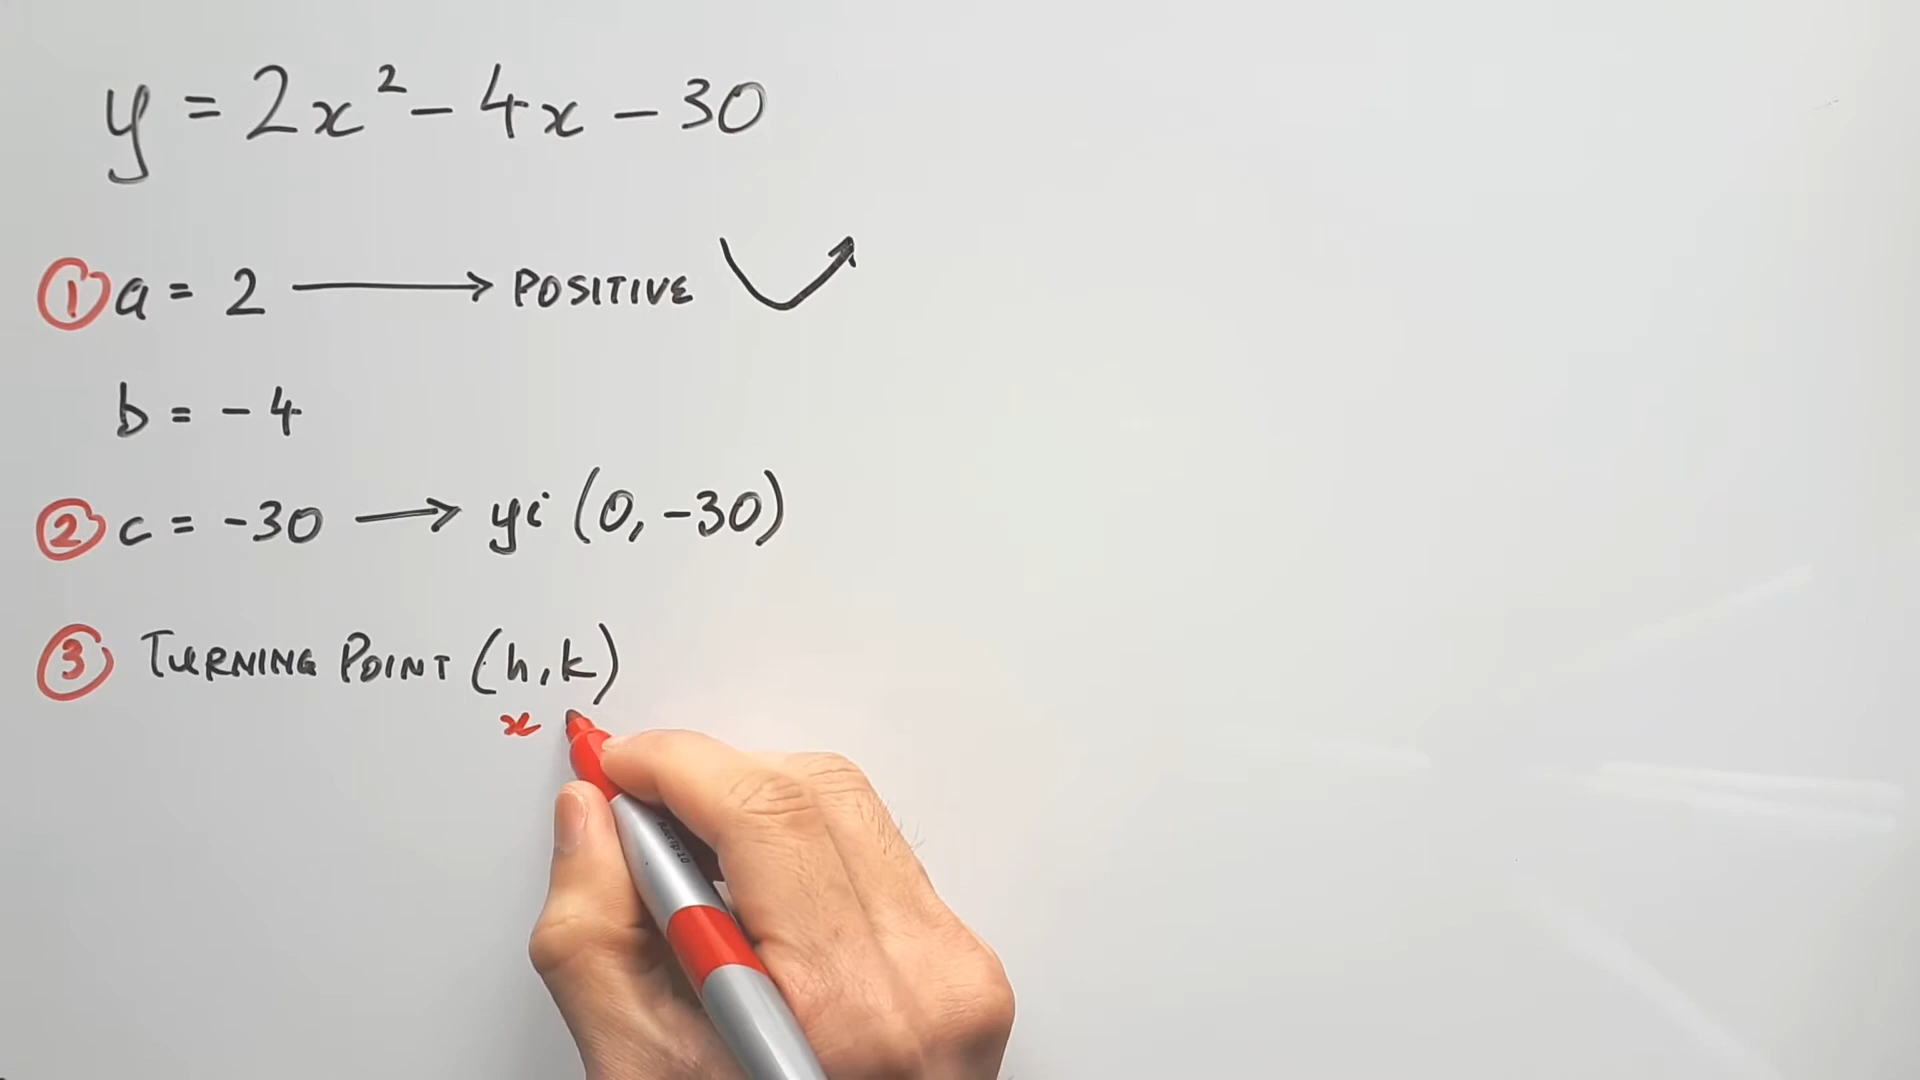 y = 2x² - 4x - 30
① a = 2 → POSITIVE
b = -4
② c = -30 → yi (0, -30)
③ TURNING POINT (h, k)
x